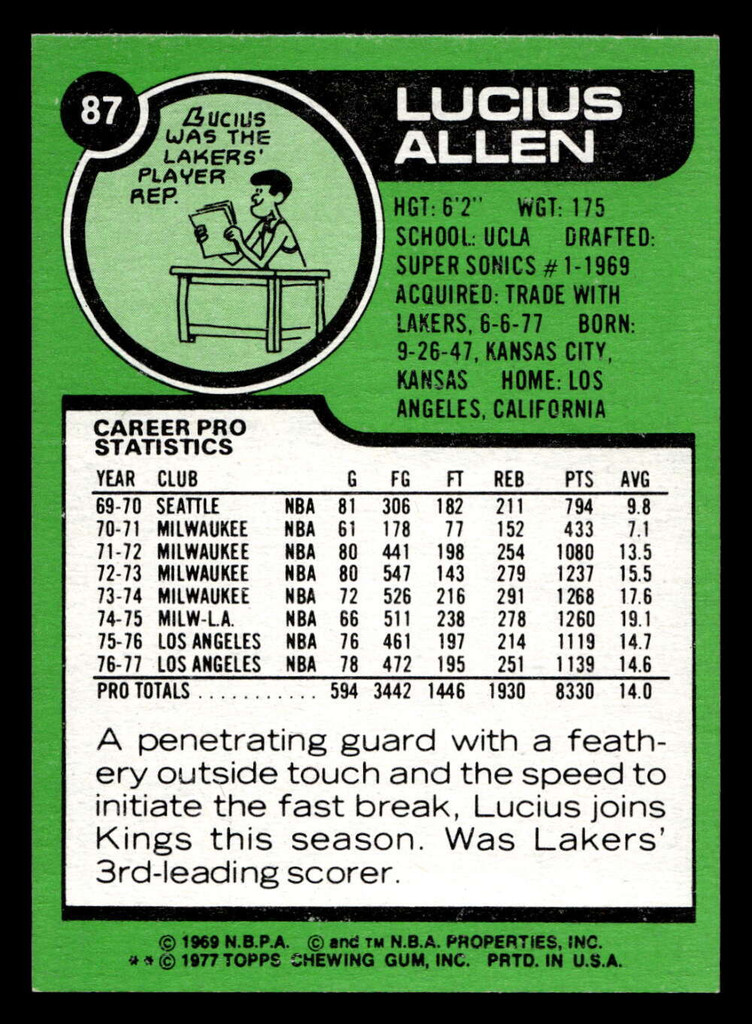 87
LUCIUS
ALLEN
LUCIUS
WAS THE
LAKERS'
PLAYER
REP.
HGT: 6'2" WGT: 175
SCHOOL: UCLA DRAFTED:
SUPER SONICS #1-1969
ACQUIRED: TRADE WITH
LAKERS, 6-6-77 BORN:
9-26-47, KANSAS CITY,
KANSAS HOME: LOS
ANGELES, CALIFORNIA
CAREER PRO
STATISTICS
YEAR CLUB G FG FT REB PTS AVG
69-70 SEATTLE NBA 81 306 182 211 794 9.8
70-71 MILWAUKEE NBA 61 178 77 152 433 7.1
71-72 MILWAUKEE NBA 80 441 198 254 1080 13.5
72-73 MILWAUKEE NBA 80 547 143 279 1237 15.5
73-74 MILWAUKEE NBA 72 526 216 291 1268 17.6
74-75 MILW-L.A. NBA 66 511 238 278 1260 19.1
75-76 LOS ANGELES NBA 76 461 197 214 1119 14.7
76-77 LOS ANGELES NBA 78 472 195 251 1139 14.6
PRO TOTALS . . . . . . . . . . . 594 3442 1446 1930 8330 14.0
A penetrating guard with a feath-
ery outside touch and the speed to
initiate the fast break, Lucius joins
Kings this season. Was Lakers'
3rd-leading scorer.
© 1969 N.B.P.A. © and TM N.B.A. PROPERTIES, INC.
** © 1977 TOPPS CHEWING GUM, INC. PRTD. IN U.S.A.